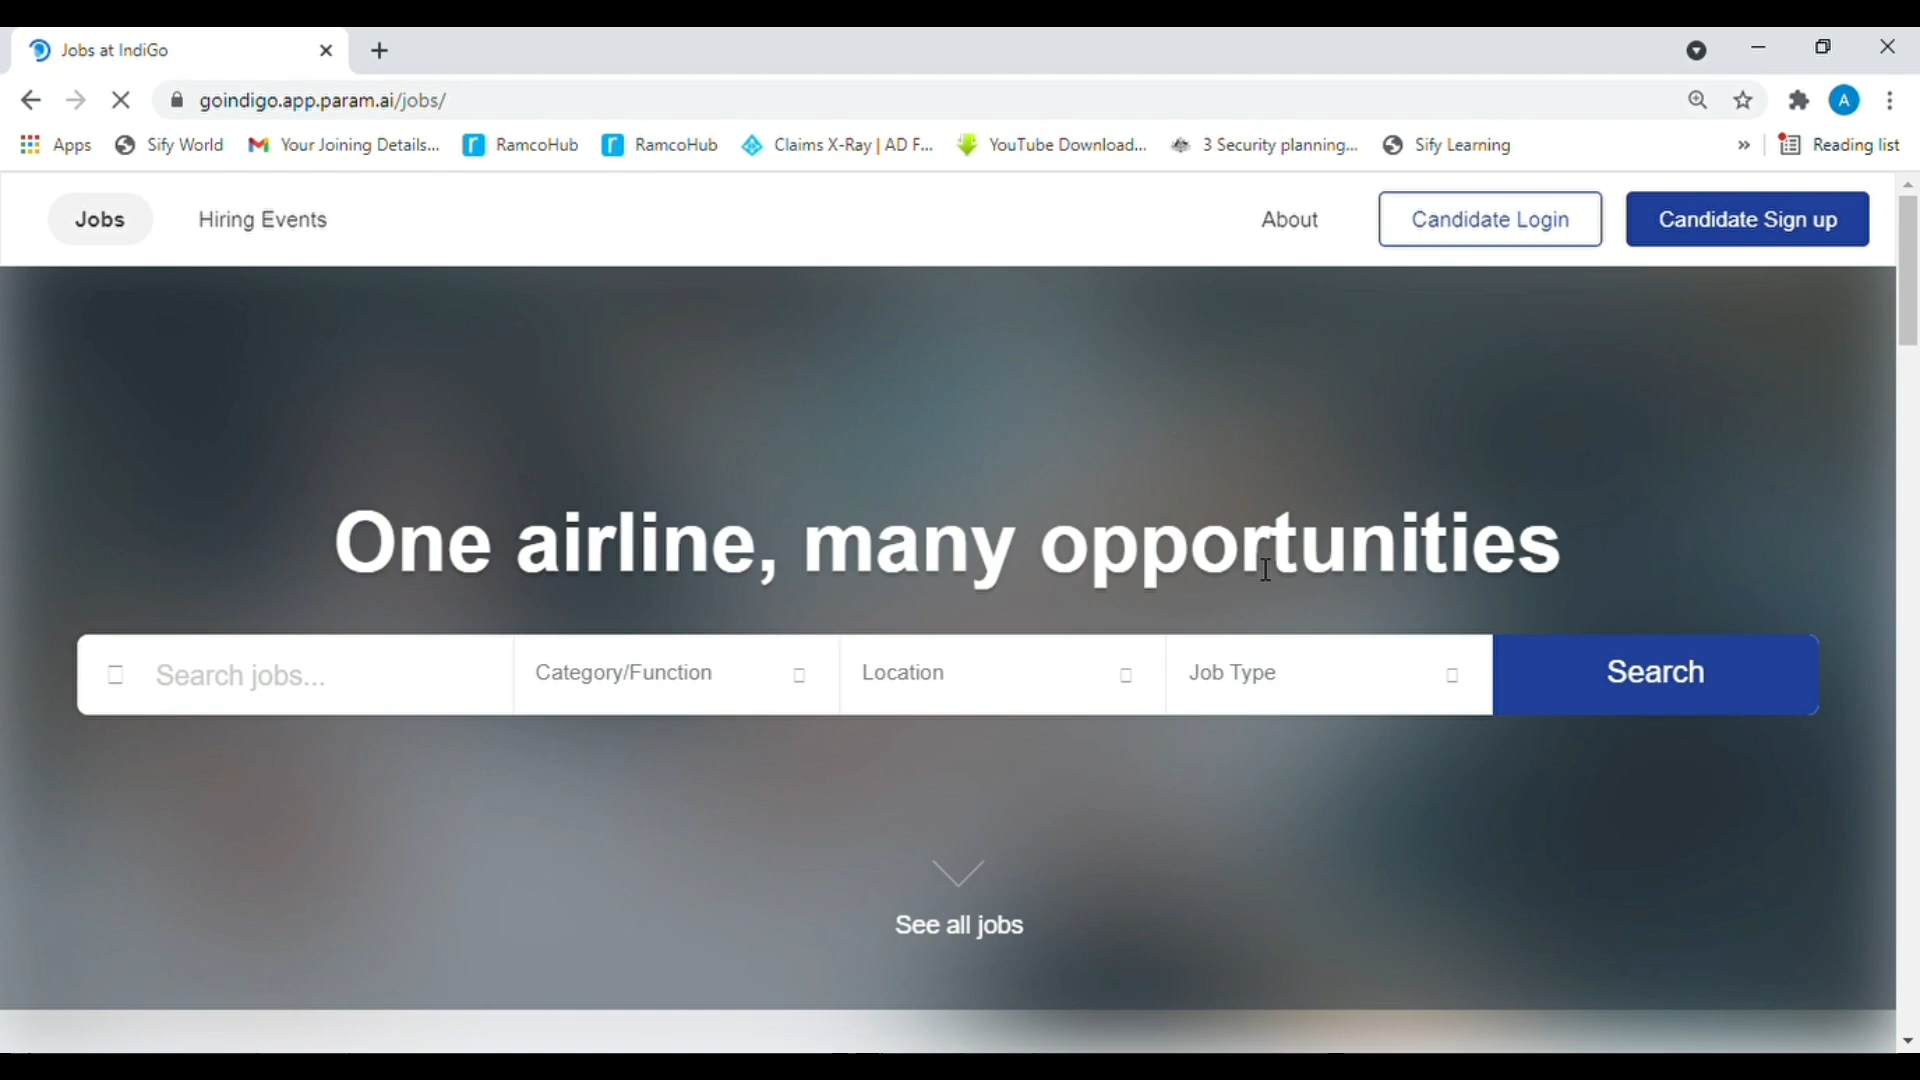 Jobs at IndiGo
goindigo.app.param.ai/jobs/
A
Apps Sify World Your Joining Details... RamcoHub RamcoHub Claims X-Ray | AD F... YouTube Download... 3 Security planning... Sify Learning » Reading list
Jobs Hiring Events About Candidate Login Candidate Sign up
One airline, many opportunities
Search jobs... Category/Function Location Job Type Search
See all jobs